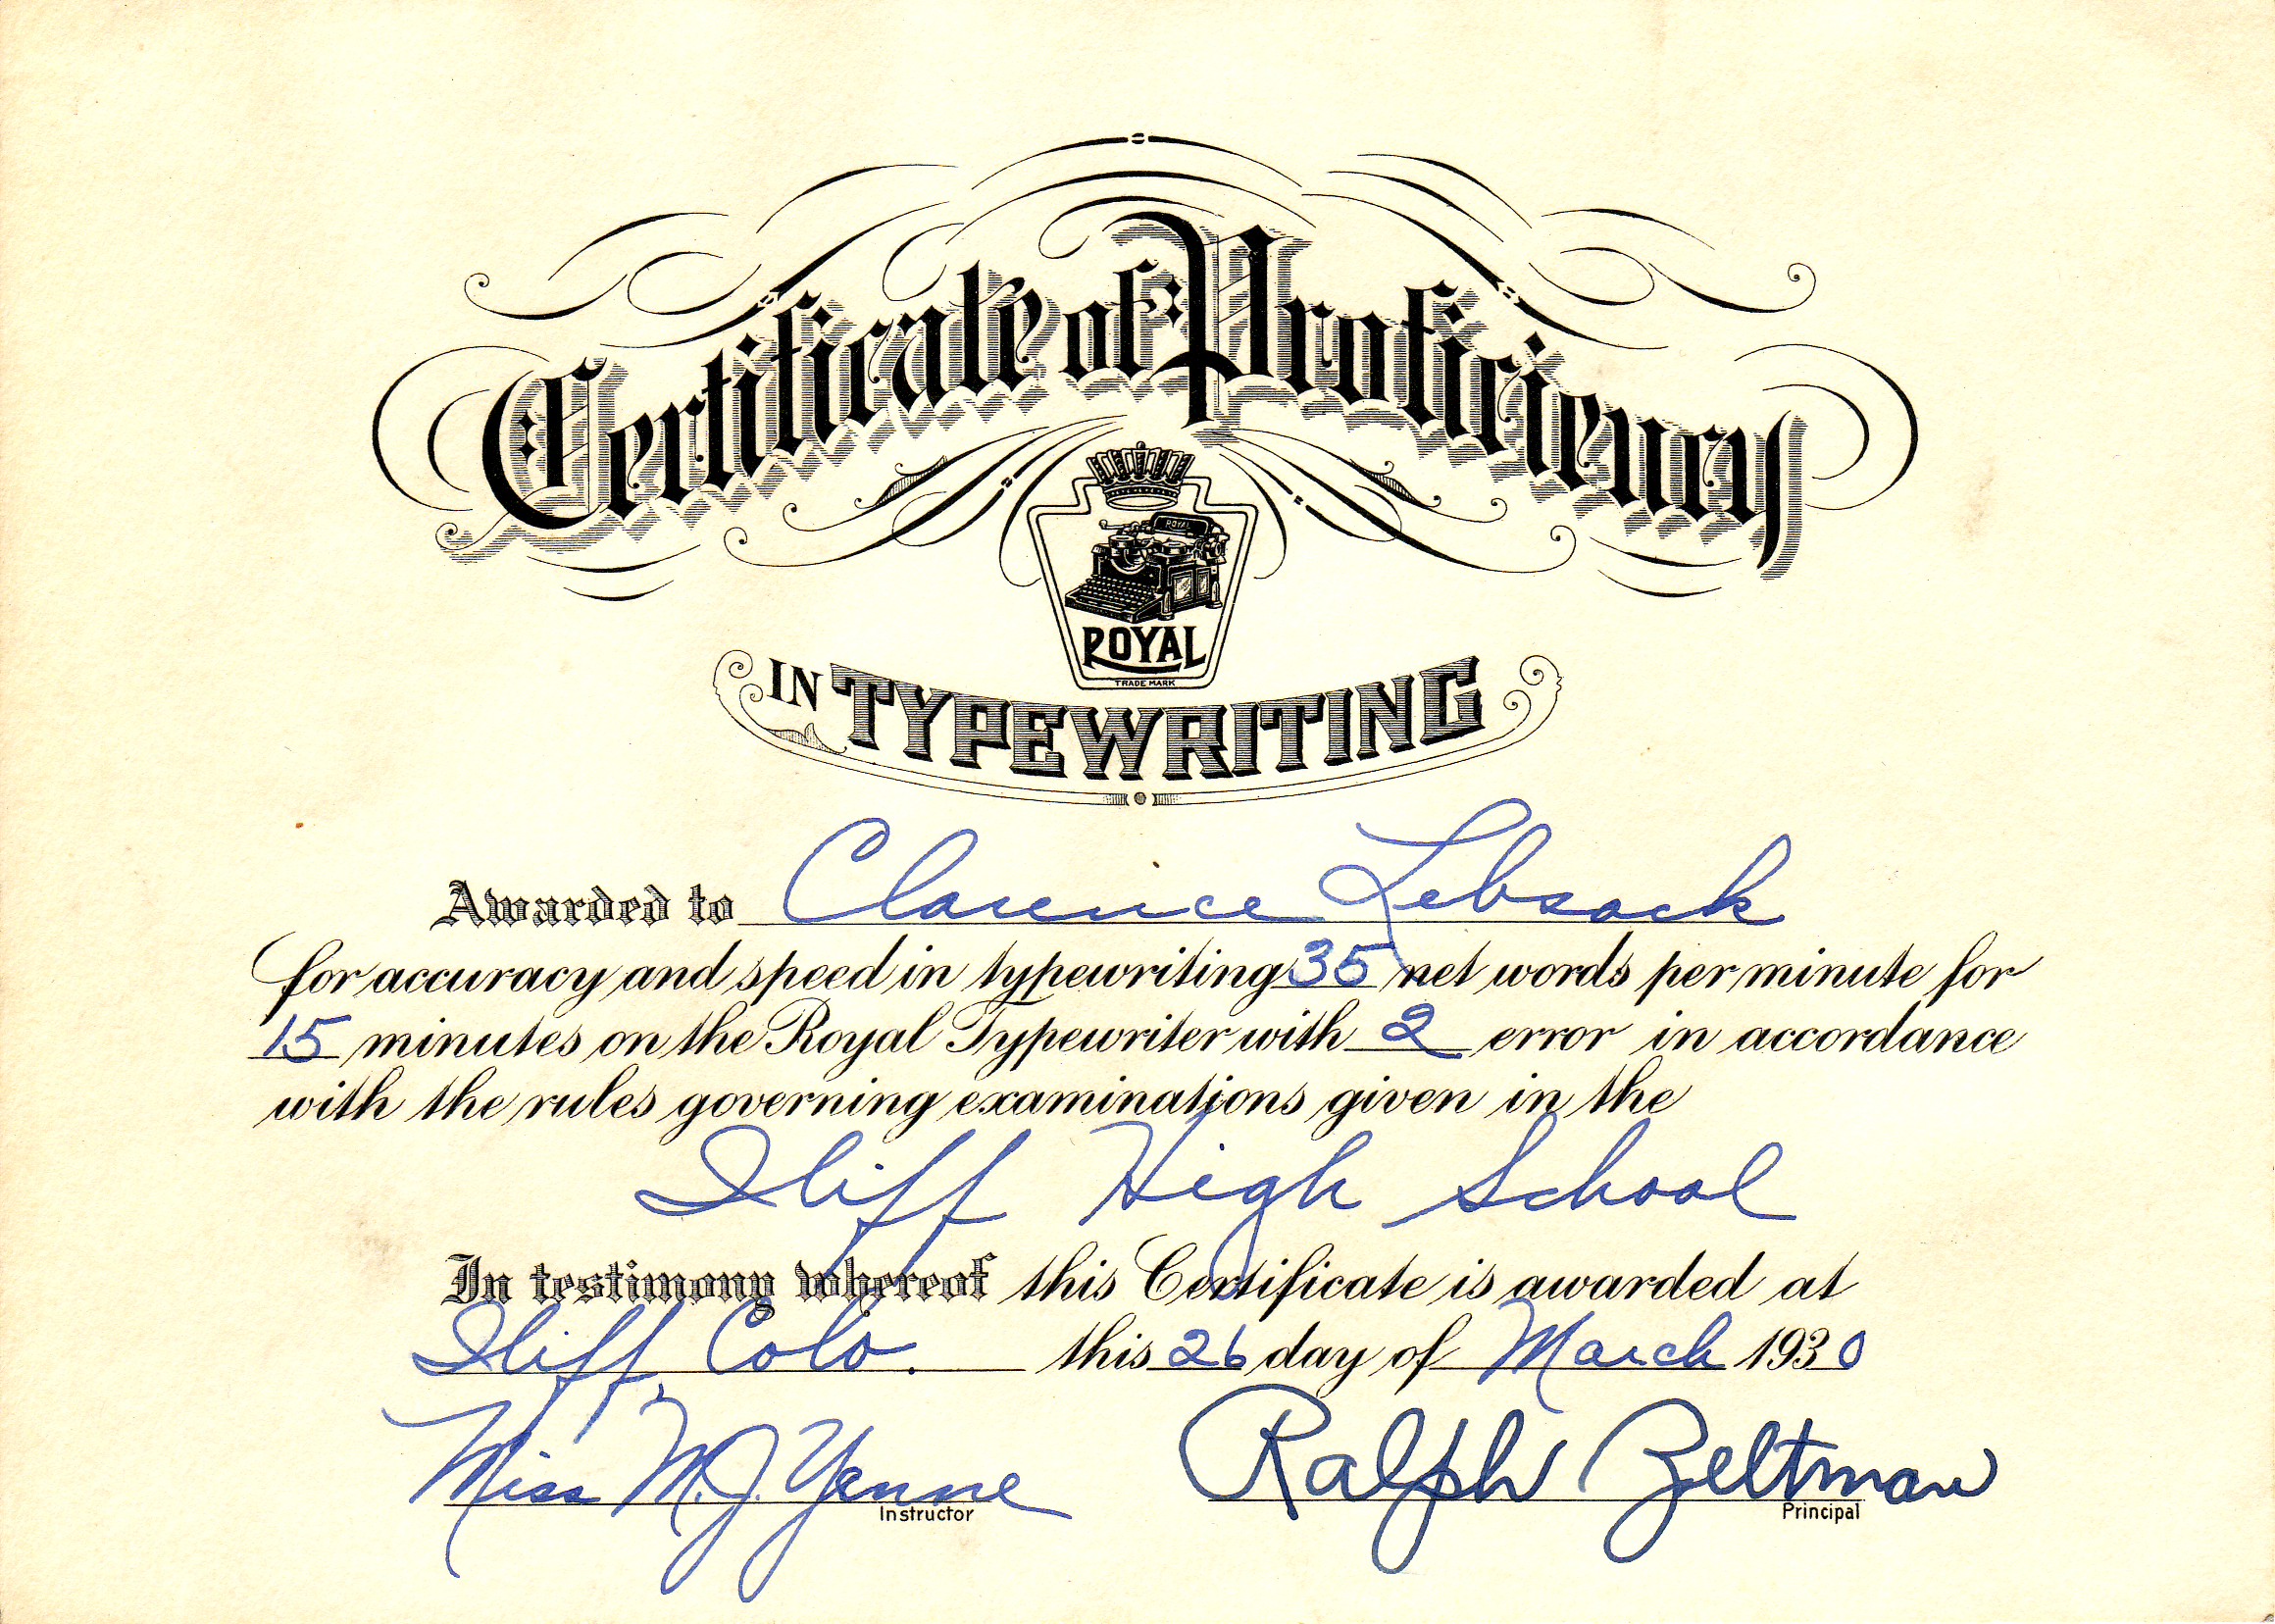 Certificate of Proficiency
ROYAL
ROYAL
TRADE MARK
IN TYPEWRITING
Awarded to Clarence Lebsack
for accuracy and speed in typewriting 35 net words per minute for
15 minutes on the Royal Typewriter with 2 error in accordance
with the rules governing examinations given in the
Iliff High School
In testimony whereof this Certificate is awarded at
Iliff, Colo. this 26 day of March 1930
Miss M. J. Yenne Ralph Zeltman
Instructor Principal